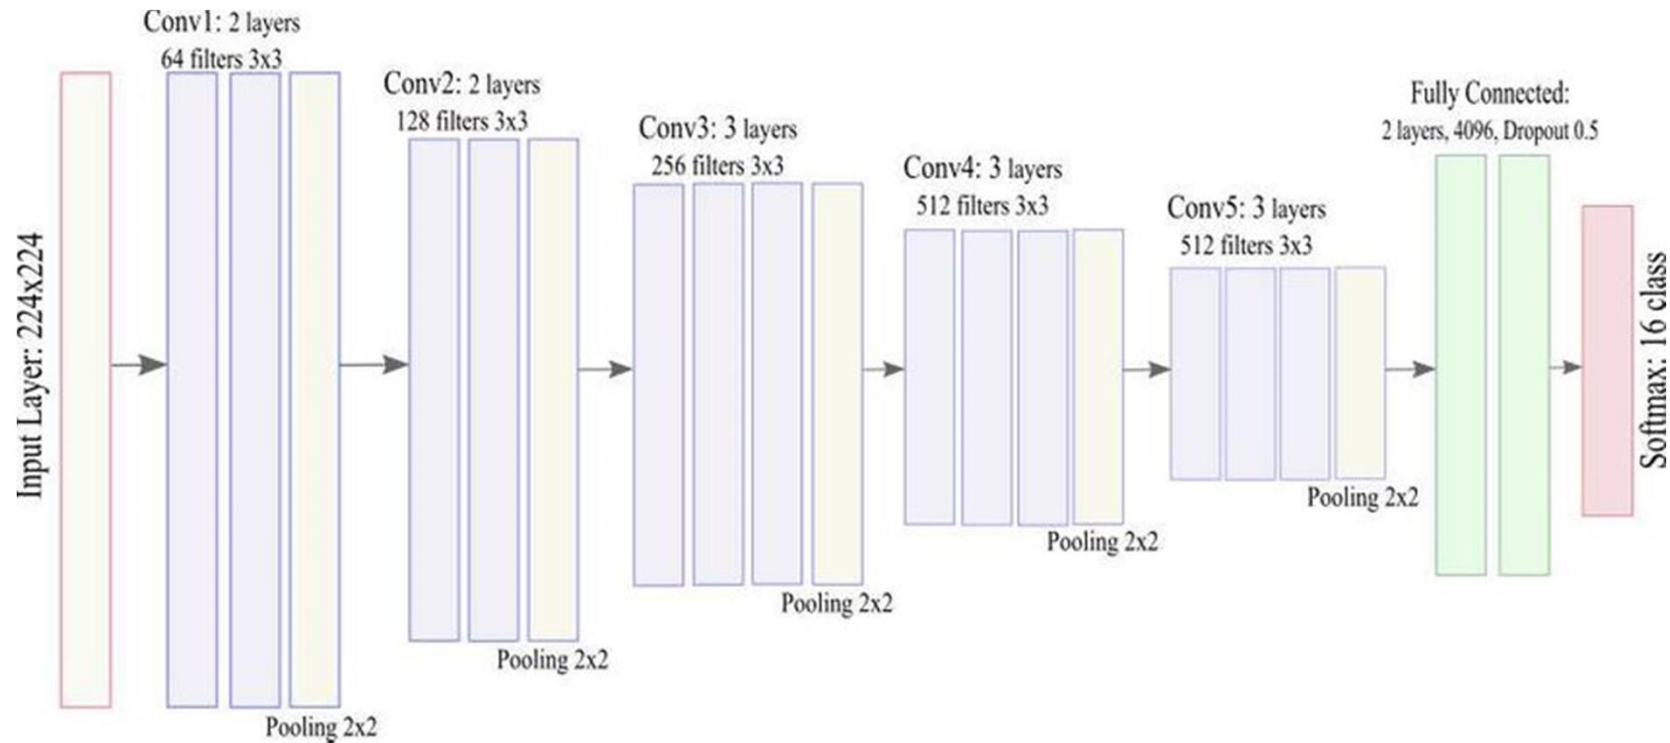 Input Layer: 224x224
Conv1: 2 layers
64 filters 3x3
Pooling 2x2
Conv2: 2 layers
128 filters 3x3
Pooling 2x2
Conv3: 3 layers
256 filters 3x3
Pooling 2x2
Conv4: 3 layers
512 filters 3x3
Pooling 2x2
Conv5: 3 layers
512 filters 3x3
Pooling 2x2
Fully Connected:
2 layers, 4096, Dropout 0.5
Softmax: 16 class